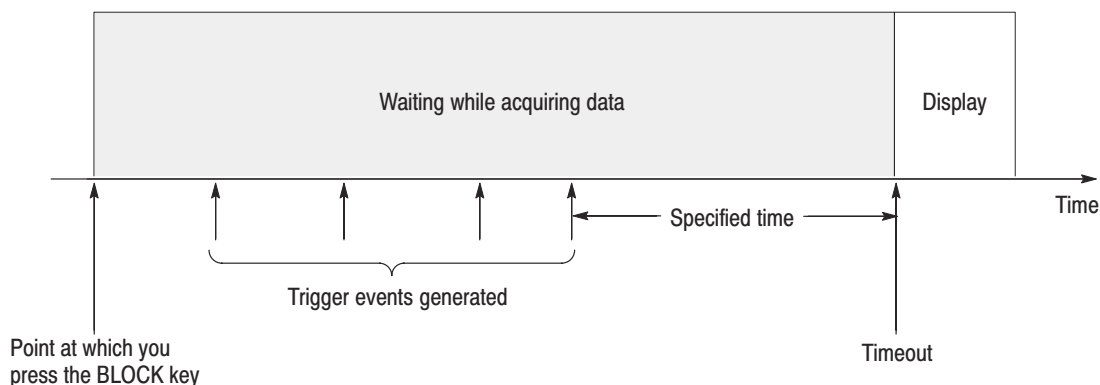 Waiting while acquiring data
Display
Time
Specified time
Trigger events generated
Point at which you
press the BLOCK key
Timeout